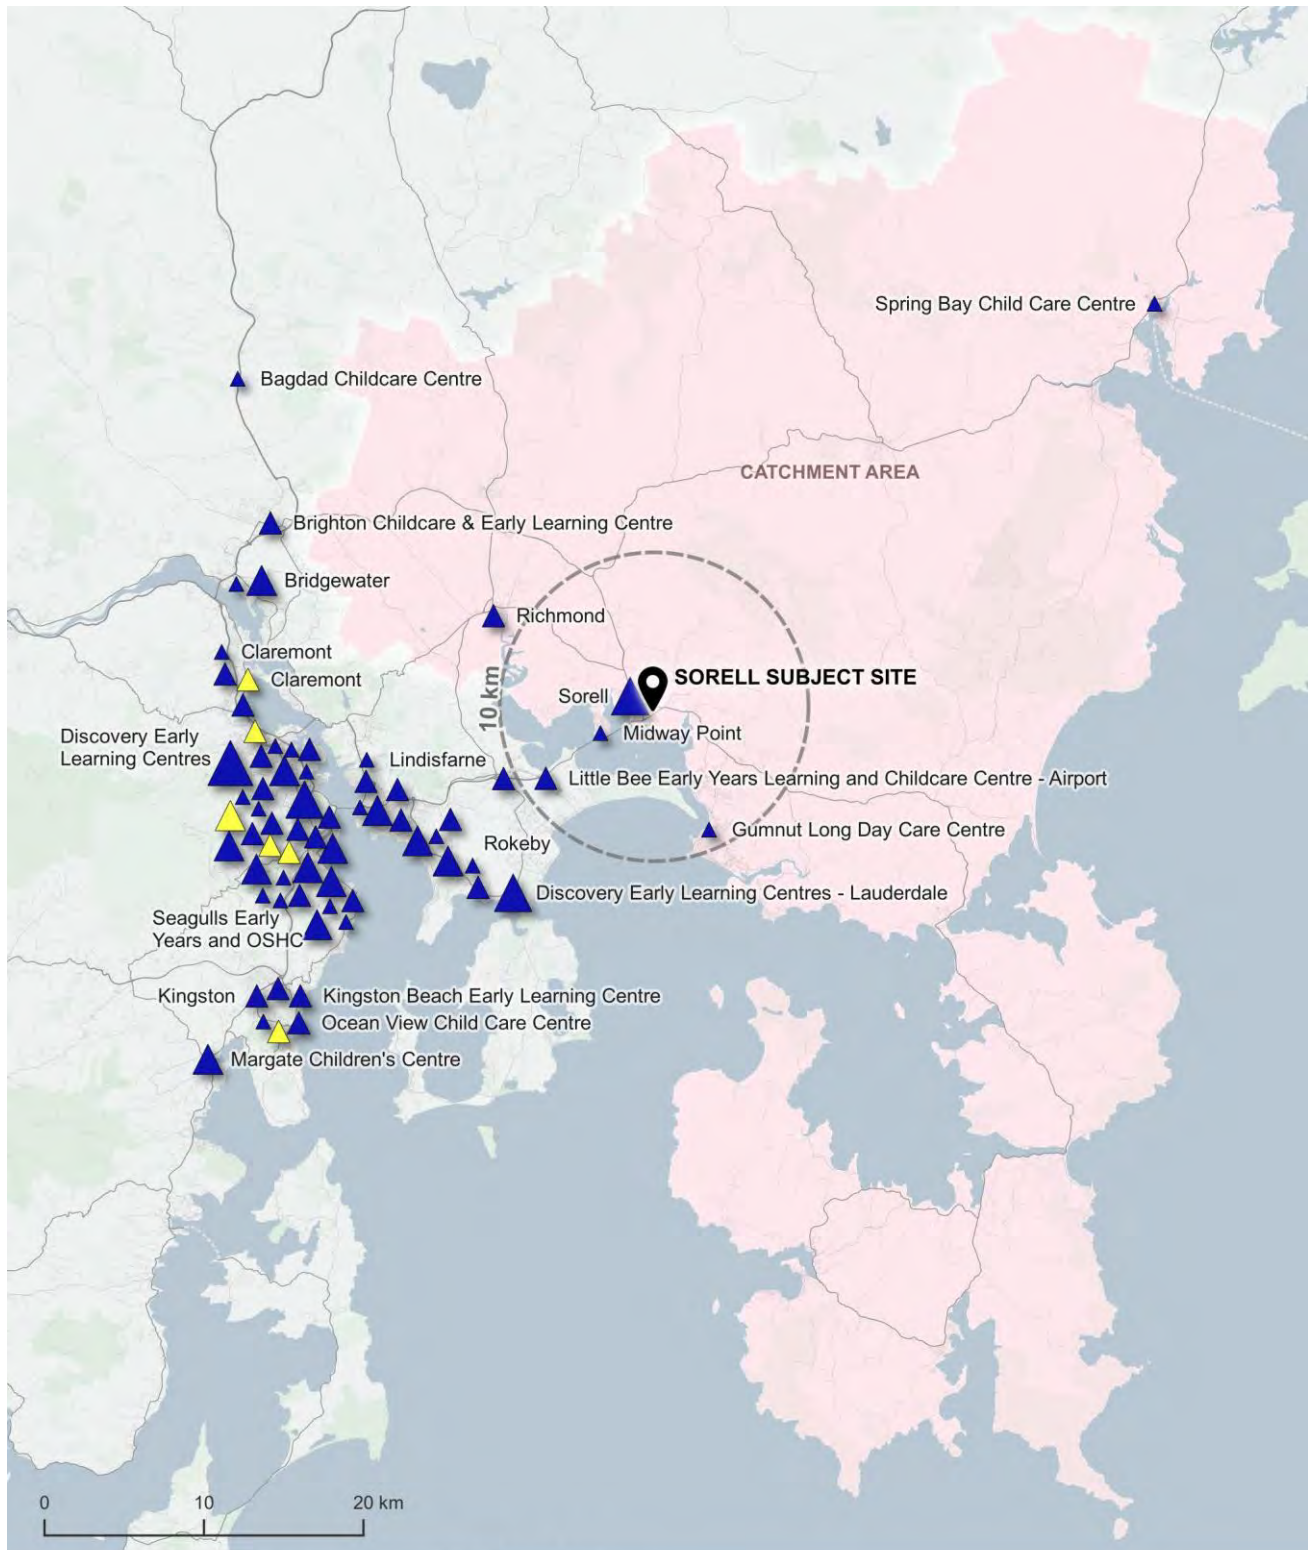 Spring Bay Child Care Centre
Bagdad Childcare Centre
CATCHMENT AREA
Brighton Childcare & Early Learning Centre
Bridgewater
Richmond
Claremont
Claremont
SORELL SUBJECT SITE
Sorell
10 km
Midway Point
Discovery Early
Learning Centres
Lindisfarne
Little Bee Early Years Learning and Childcare Centre - Airport
Gumnut Long Day Care Centre
Rokeby
Discovery Early Learning Centres - Lauderdale
Seagulls Early
Years and OSHC
Kingston
Kingston Beach Early Learning Centre
Ocean View Child Care Centre
Margate Children's Centre
0 10 20 km